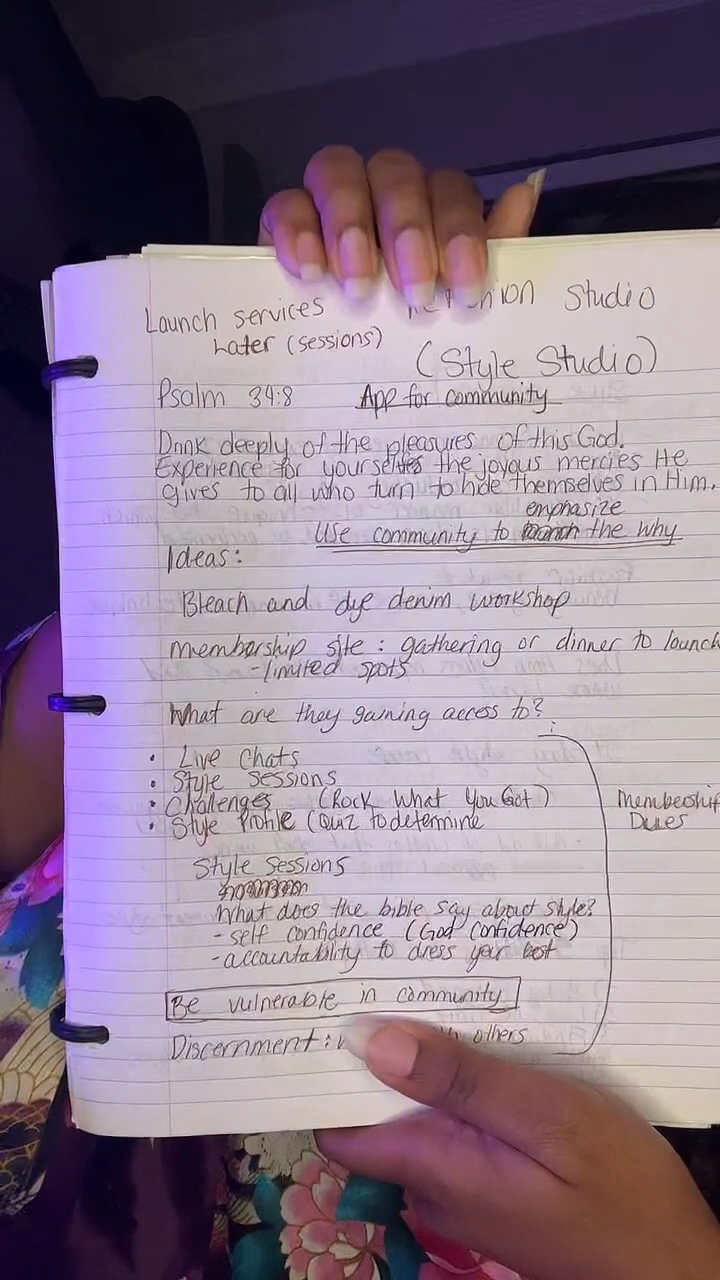 Launch services
Later (sessions)
Studio
(Style Studio)
Psalm 34:8
App for community
Drink deeply of the pleasures of this God.
Experience for yourselves the joyous mercies He
gives to all who turn to hide themselves in Him.
emphasize
Use community to the why
Ideas:
Bleach and dye denim workshop
membership site : gathering or dinner to launch
-limited spots
What are they gaining access to?
• Live Chats
• Style Sessions
• Challenges (Rock What You Got)
• Style Profile (Quiz to determine
Membership
Dues
Style Sessions
What does the bible say about style?
- self confidence (God confidence)
- accountability to dress your best
Be vulnerable in community
Discernment: others